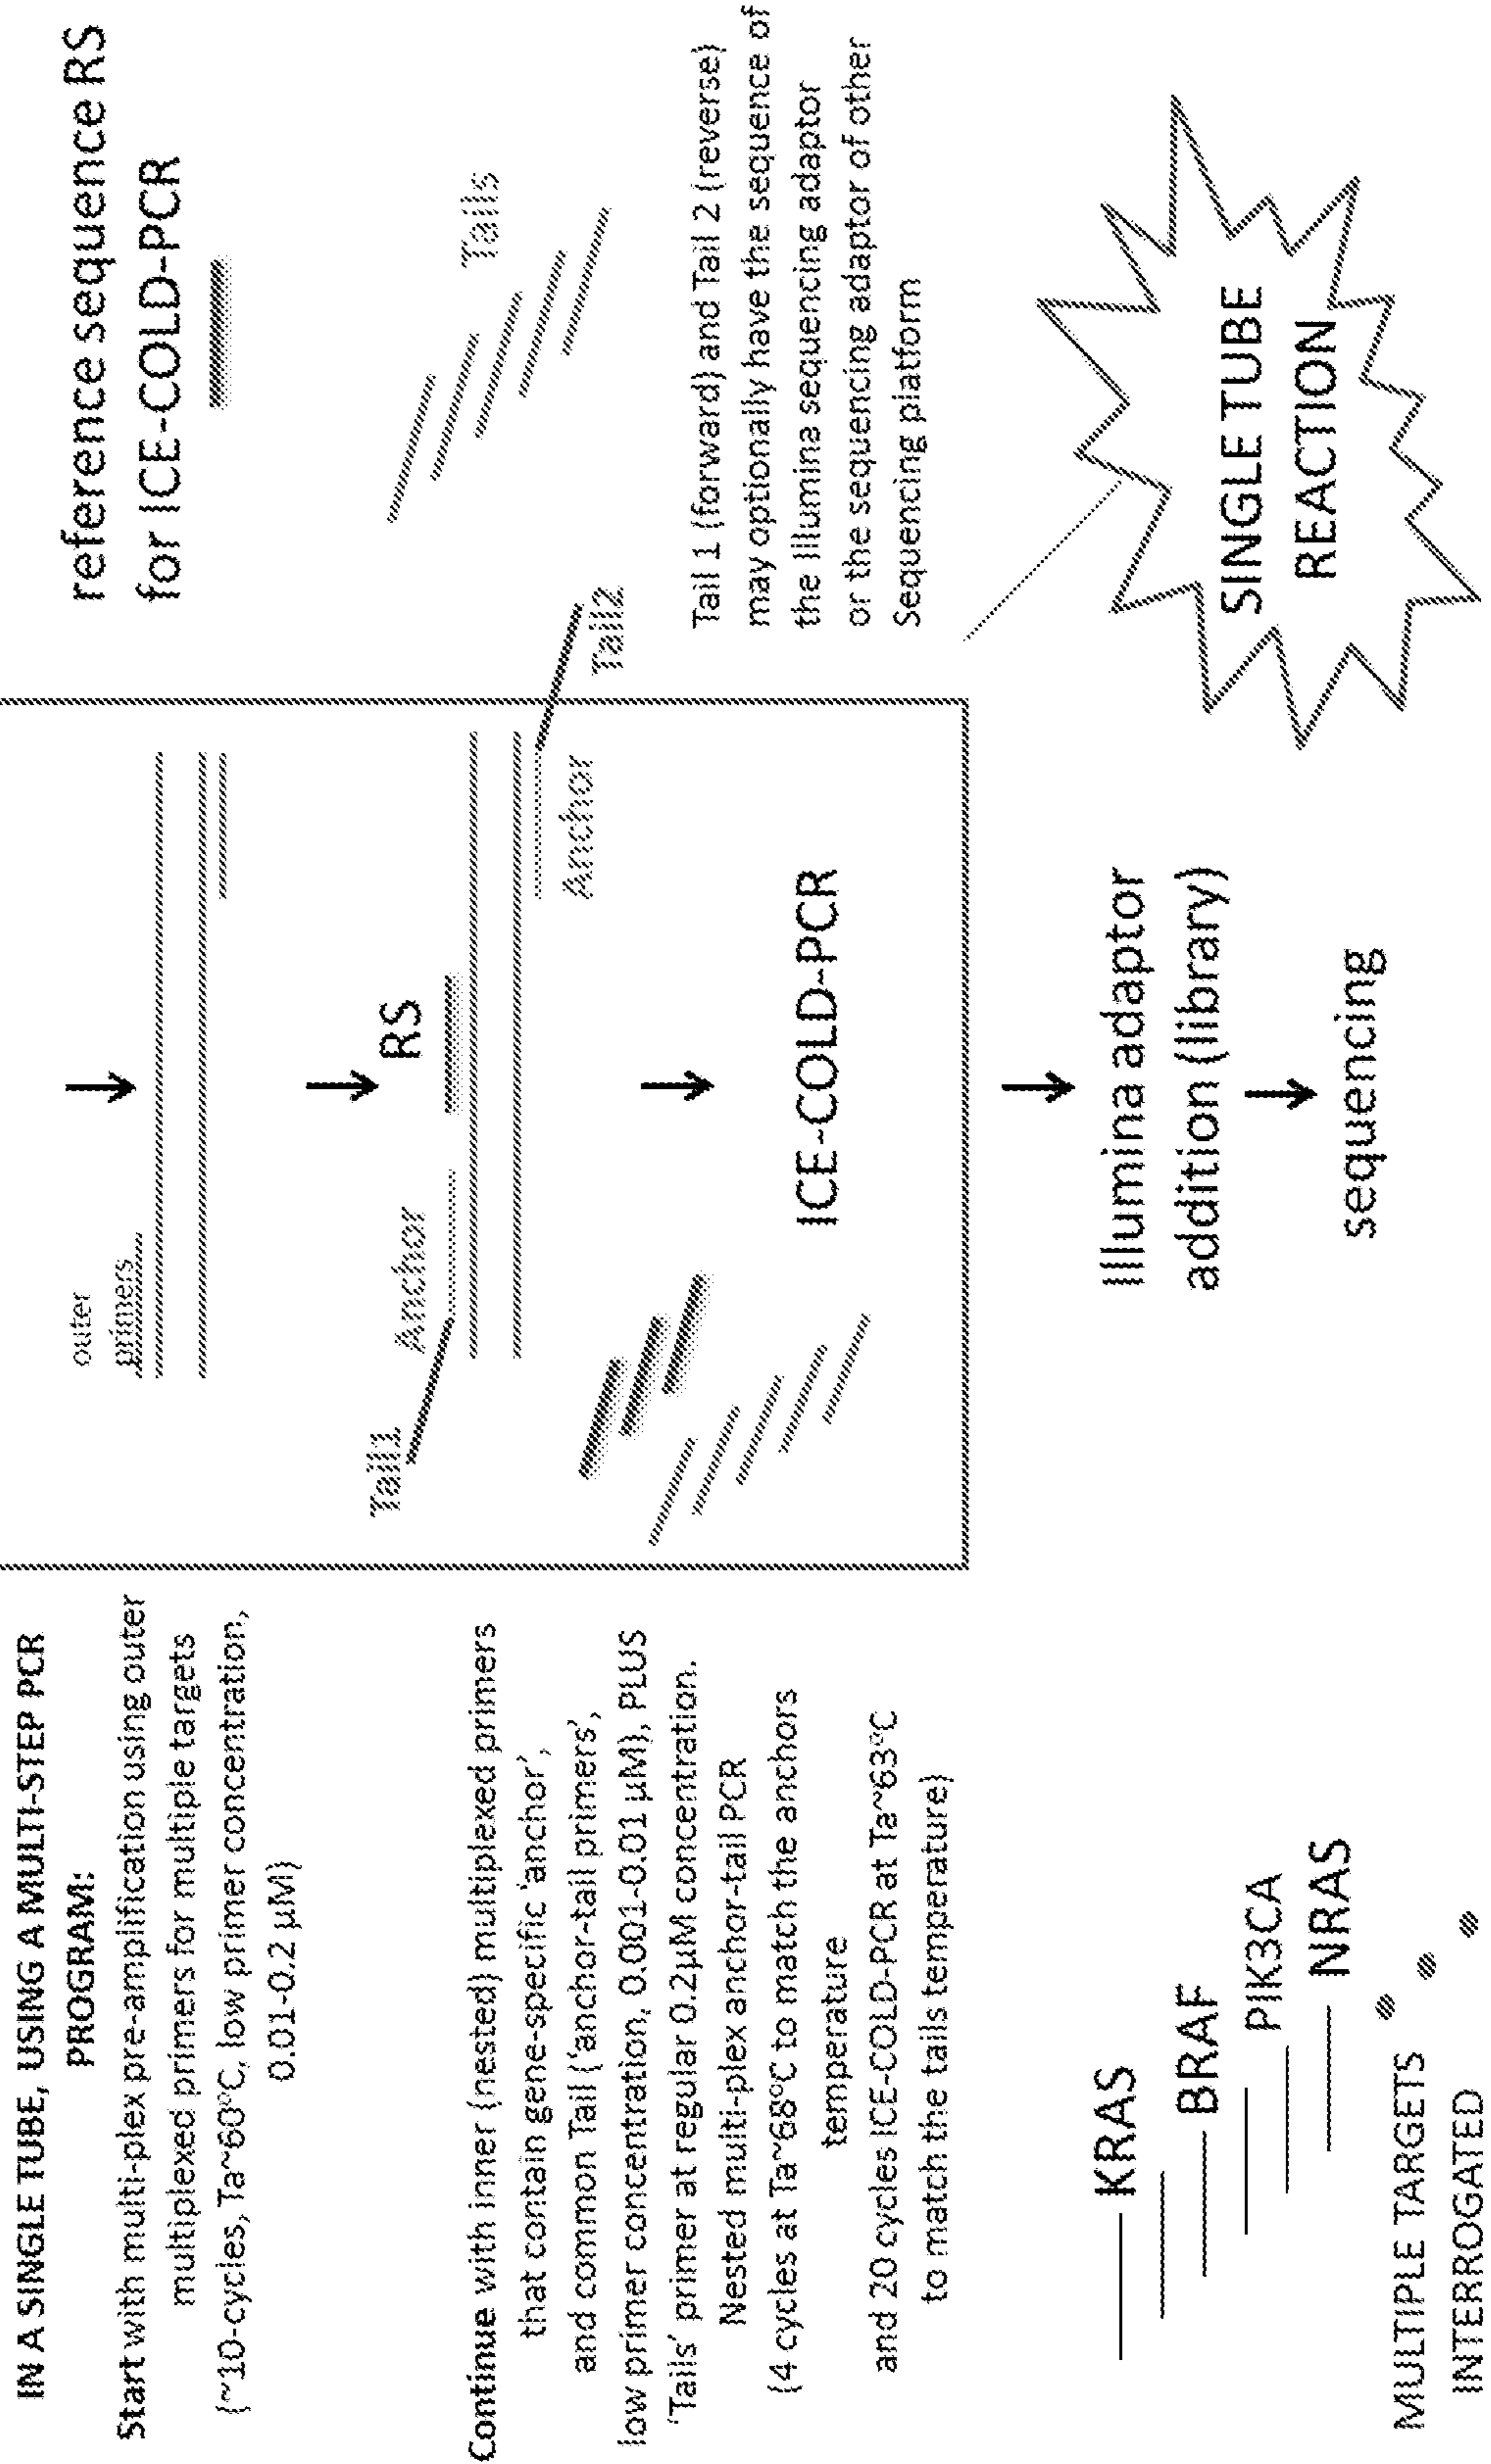 IN A SINGLE TUBE, USING A MULTI-STEP PCR
PROGRAM:
Start with multi-plex pre-amplification using outer
multiplexed primers for multiple targets
(~10-cycles, Ta~60°C, low primer concentration,
0.01-0.2 µM)
Continue with inner (nested) multiplexed primers
that contain gene-specific 'anchor',
and common Tail ('anchor-tail primers',
low primer concentration, 0.001-0.01 µM), PLUS
'Tails' primer at regular 0.2µM concentration.
Nested multi-plex anchor-tail PCR
(4 cycles at Ta~68°C to match the anchors
temperature
and 20 cycles ICE-COLD-PCR at Ta~63°C
to match the tails temperature)
KRAS
BRAF
PIK3CA
NRAS
MULTIPLE TARGETS
INTERROGATED
outer
primers
RS
Tail1
Anchor
Anchor
Tail2
ICE-COLD-PCR
Illumina adaptor
addition (library)
sequencing
reference sequence RS
for ICE-COLD-PCR
Tails
Tail 1 (forward) and Tail 2 (reverse)
may optionally have the sequence of
the Illumina sequencing adaptor
or the sequencing adaptor of other
Sequencing platform
SINGLE TUBE
REACTION